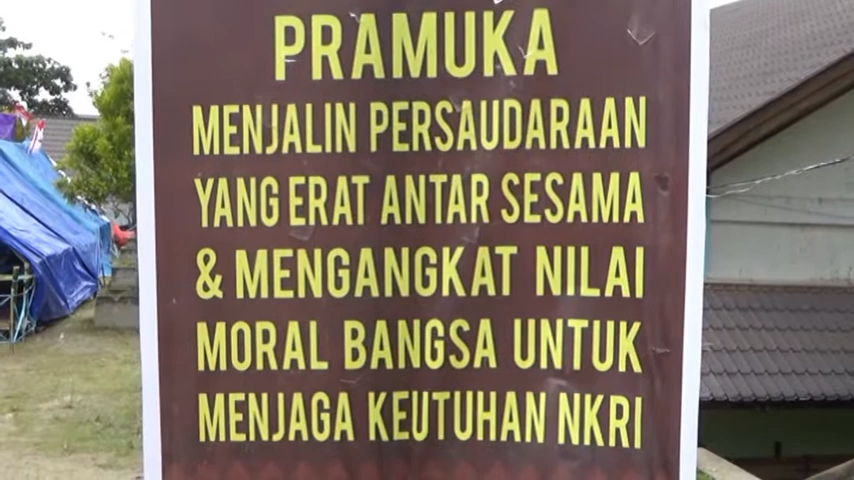 PRAMUKA
MENJALIN PERSAUDARAAN
YANG ERAT ANTAR SESAMA
& MENGANGKAT NILAI
MORAL BANGSA UNTUK
MENJAGA KEUTUHAN NKRI